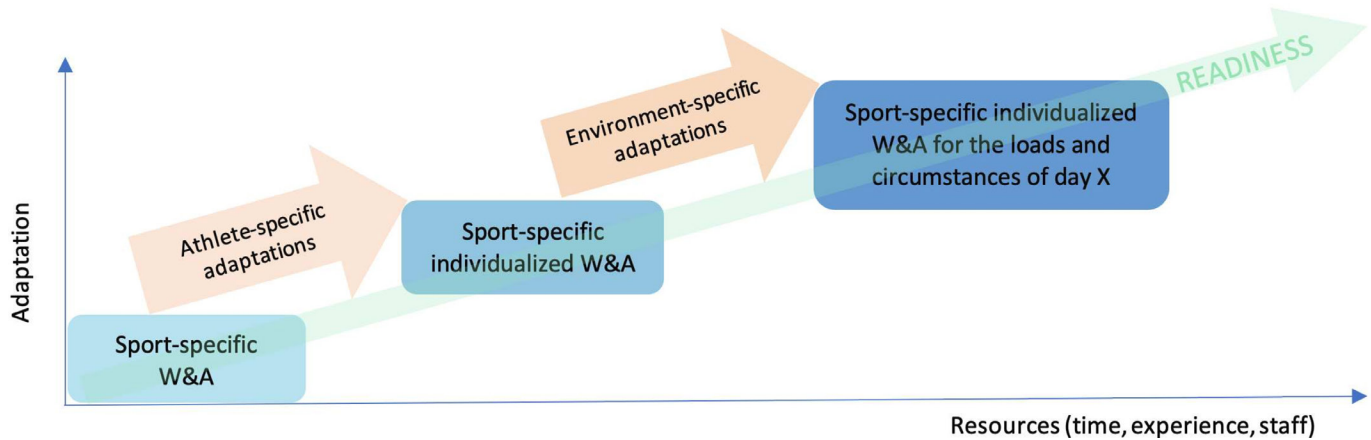 READINESS
Environment-specific
adaptations
Sport-specific individualized
W&A for the loads and
circumstances of day X
Athlete-specific
adaptations
Sport-specific
individualized W&A
Adaptation
Sport-specific
W&A
Resources (time, experience, staff)